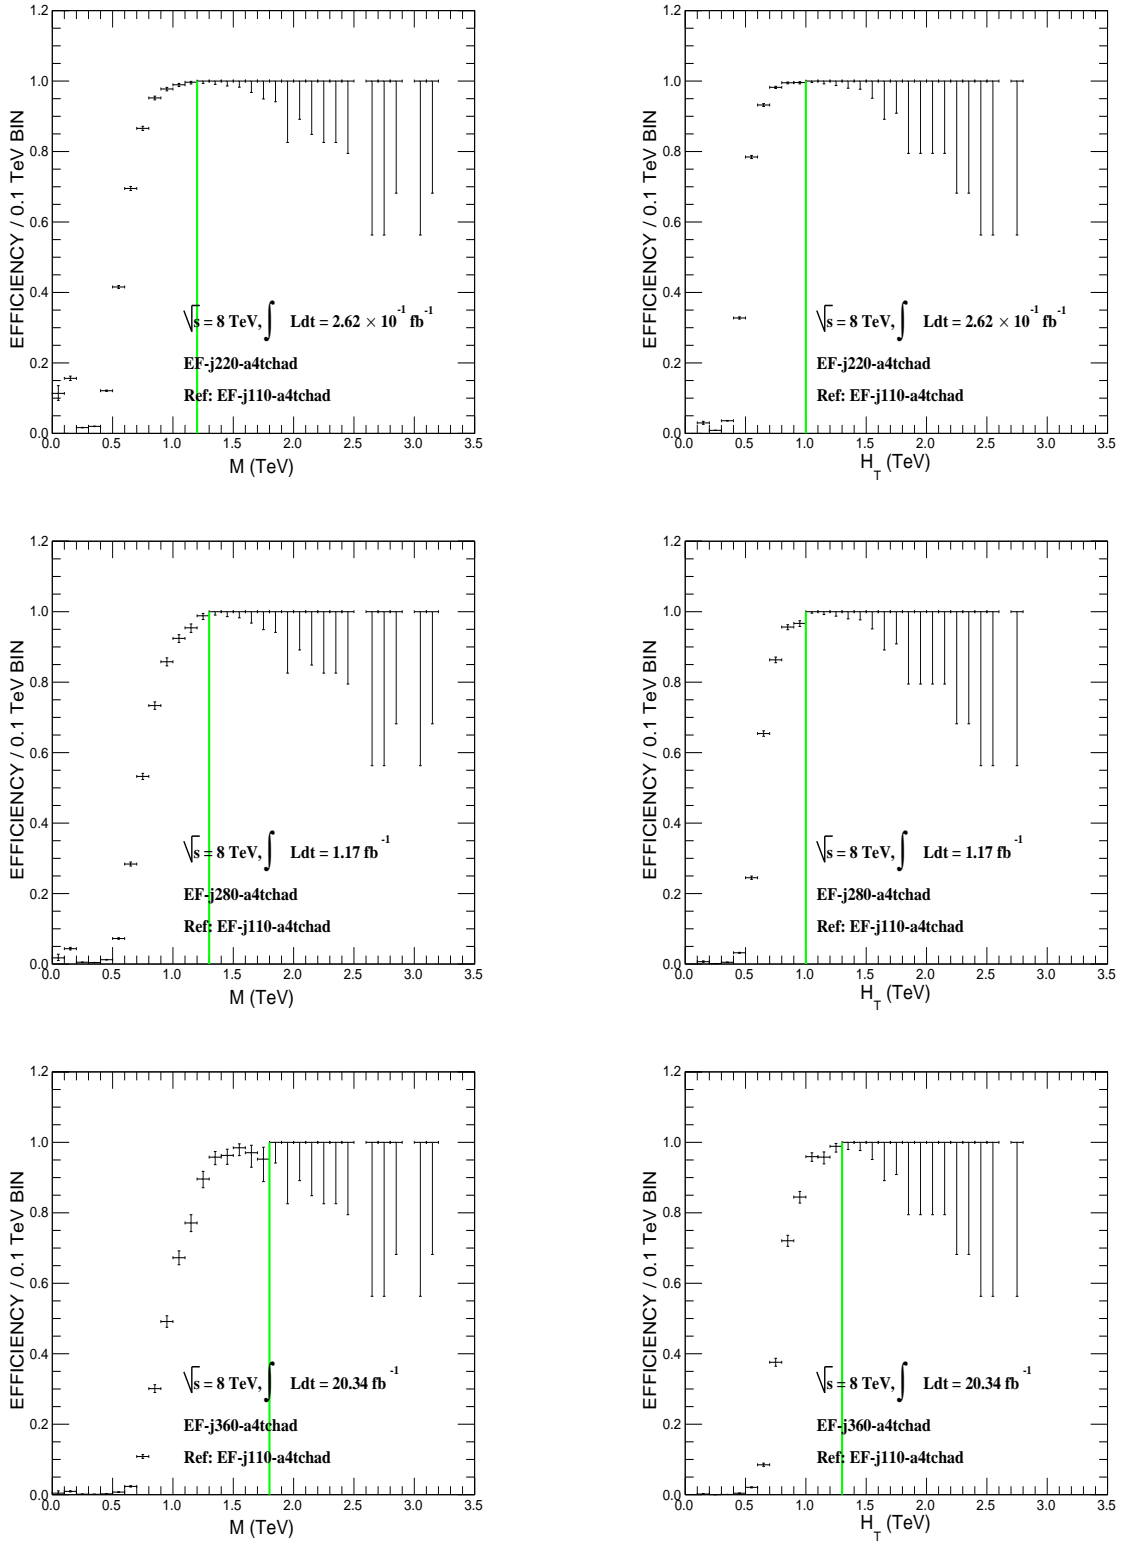 1.2
1.0
0.8
0.6
0.4
0.2
0.0
EFFICIENCY / 0.1 TeV BIN
√s = 8 TeV, ∫ Ldt = 2.62 × 10⁻¹ fb⁻¹
EF-j220-a4tchad
Ref: EF-j110-a4tchad
0.0 0.5 1.0 1.5 2.0 2.5 3.0 3.5
M (TeV)
1.2
1.0
0.8
0.6
0.4
0.2
0.0
EFFICIENCY / 0.1 TeV BIN
√s = 8 TeV, ∫ Ldt = 2.62 × 10⁻¹ fb⁻¹
EF-j220-a4tchad
Ref: EF-j110-a4tchad
0.0 0.5 1.0 1.5 2.0 2.5 3.0 3.5
H_T (TeV)
1.2
1.0
0.8
0.6
0.4
0.2
0.0
EFFICIENCY / 0.1 TeV BIN
√s = 8 TeV, ∫ Ldt = 1.17 fb⁻¹
EF-j280-a4tchad
Ref: EF-j110-a4tchad
0.0 0.5 1.0 1.5 2.0 2.5 3.0 3.5
M (TeV)
1.2
1.0
0.8
0.6
0.4
0.2
0.0
EFFICIENCY / 0.1 TeV BIN
√s = 8 TeV, ∫ Ldt = 1.17 fb⁻¹
EF-j280-a4tchad
Ref: EF-j110-a4tchad
0.0 0.5 1.0 1.5 2.0 2.5 3.0 3.5
H_T (TeV)
1.2
1.0
0.8
0.6
0.4
0.2
0.0
EFFICIENCY / 0.1 TeV BIN
√s = 8 TeV, ∫ Ldt = 20.34 fb⁻¹
EF-j360-a4tchad
Ref: EF-j110-a4tchad
0.0 0.5 1.0 1.5 2.0 2.5 3.0 3.5
M (TeV)
1.2
1.0
0.8
0.6
0.4
0.2
0.0
EFFICIENCY / 0.1 TeV BIN
√s = 8 TeV, ∫ Ldt = 20.34 fb⁻¹
EF-j360-a4tchad
Ref: EF-j110-a4tchad
0.0 0.5 1.0 1.5 2.0 2.5 3.0 3.5
H_T (TeV)